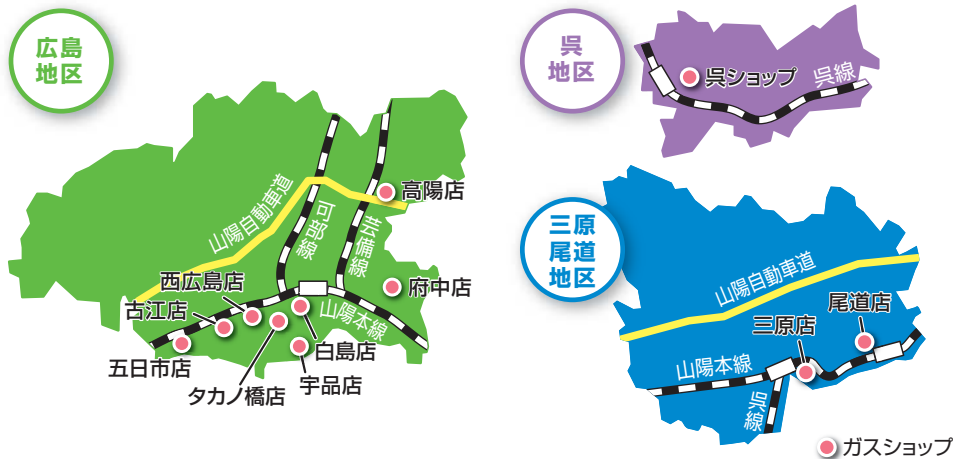 広島
地区
山陽自動車道
可部線
芸備線
高陽店
西広島店
府中店
古江店
山陽本線
五日市店
白島店
タカノ橋店
宇品店
呉
地区
呉ショップ
呉線
三原
尾道
地区
山陽自動車道
尾道店
三原店
山陽本線
呉線
ガスショップ